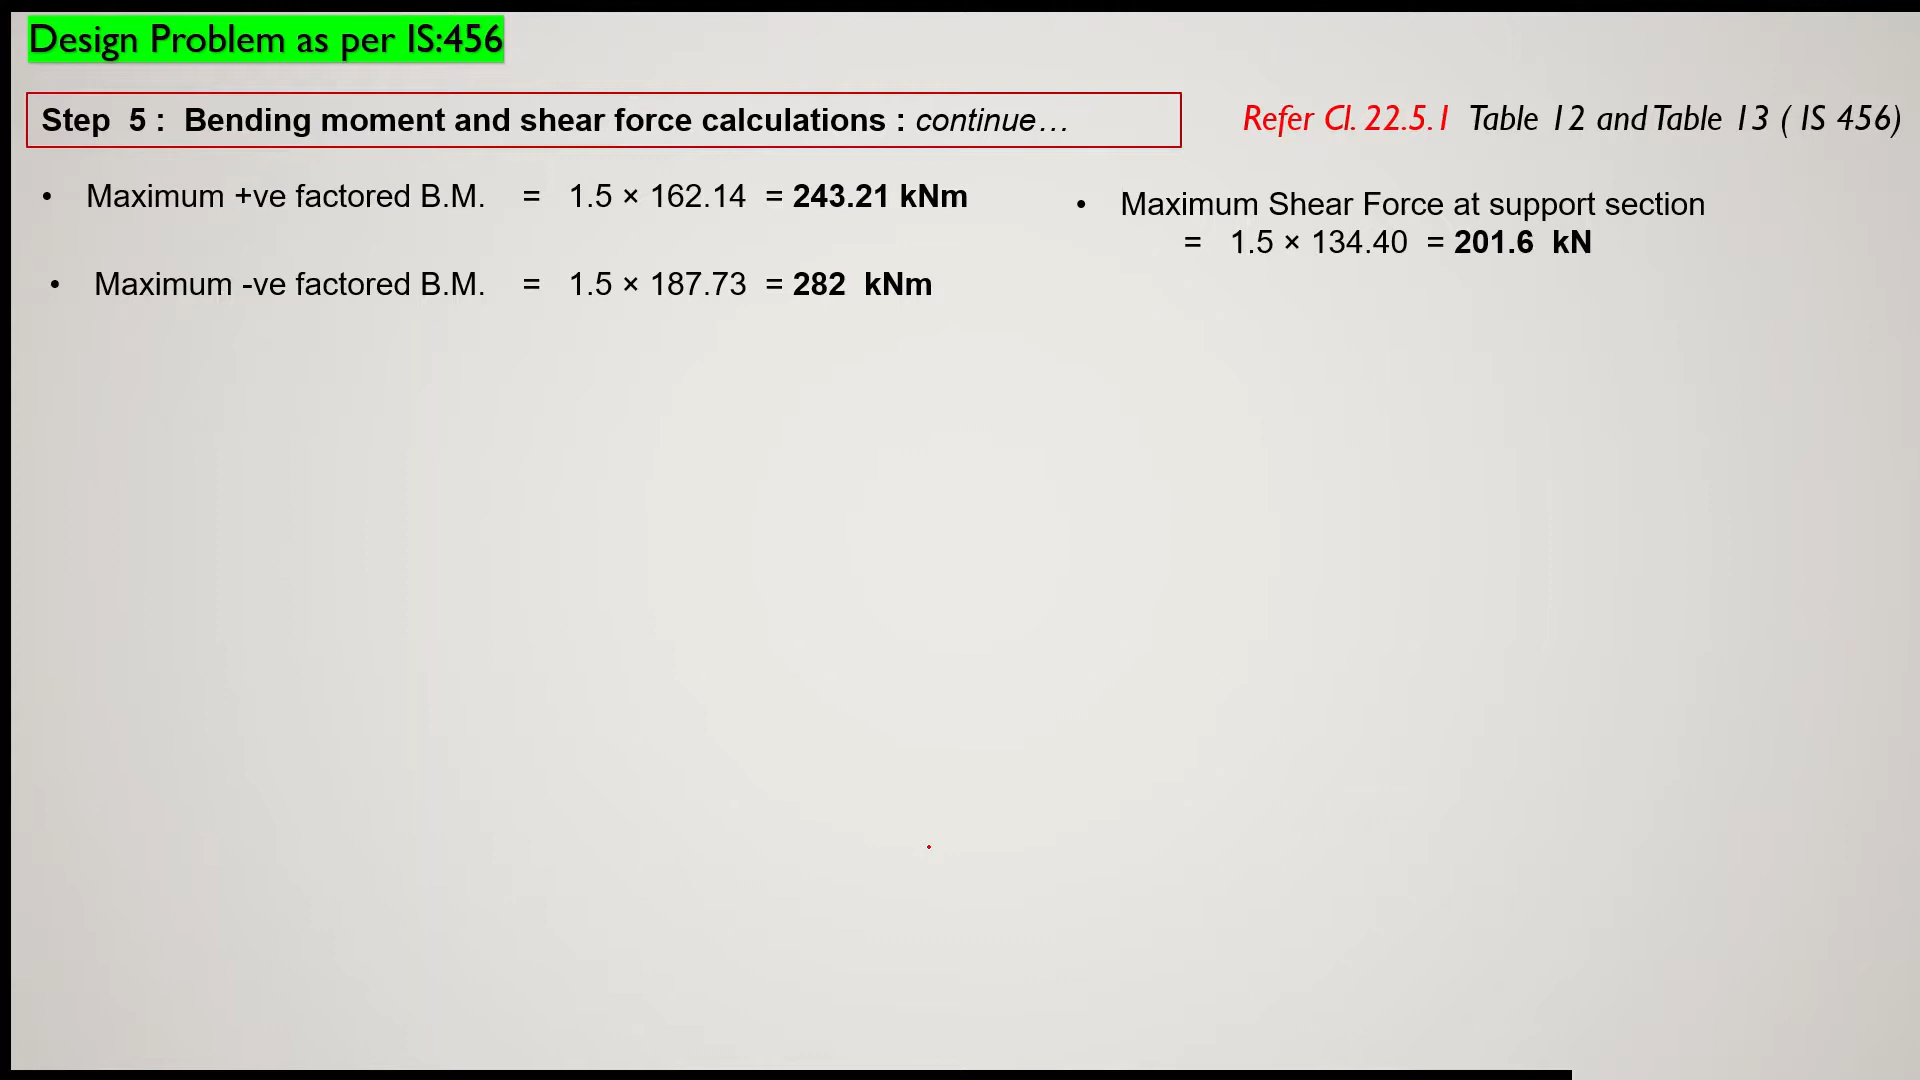 Design Problem as per IS:456
Step 5 : Bending moment and shear force calculations : continue…
Refer Cl. 22.5.1 Table 12 and Table 13 ( IS 456)
• Maximum +ve factored B.M. = 1.5 × 162.14 = 243.21 kNm
• Maximum -ve factored B.M. = 1.5 × 187.73 = 282 kNm
• Maximum Shear Force at support section
= 1.5 × 134.40 = 201.6 kN